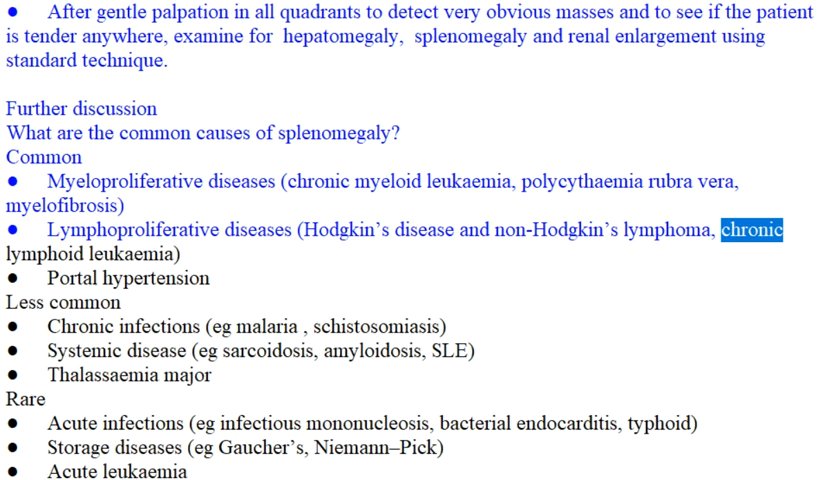 ● After gentle palpation in all quadrants to detect very obvious masses and to see if the patient
is tender anywhere, examine for hepatomegaly, splenomegaly and renal enlargement using
standard technique.
Further discussion
What are the common causes of splenomegaly?
Common
● Myeloproliferative diseases (chronic myeloid leukaemia, polycythaemia rubra vera,
myelofibrosis)
● Lymphoproliferative diseases (Hodgkin’s disease and non-Hodgkin’s lymphoma, chronic
lymphoid leukaemia)
● Portal hypertension
Less common
● Chronic infections (eg malaria , schistosomiasis)
● Systemic disease (eg sarcoidosis, amyloidosis, SLE)
● Thalassaemia major
Rare
● Acute infections (eg infectious mononucleosis, bacterial endocarditis, typhoid)
● Storage diseases (eg Gaucher’s, Niemann–Pick)
● Acute leukaemia